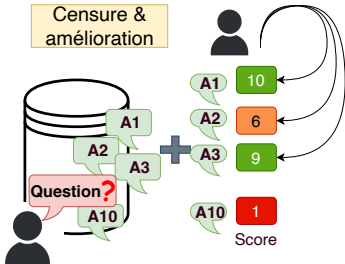 Censure &
amélioration
A1
A2
A3
Question?
A10
A1
10
A2
6
A3
9
A10
1
Score